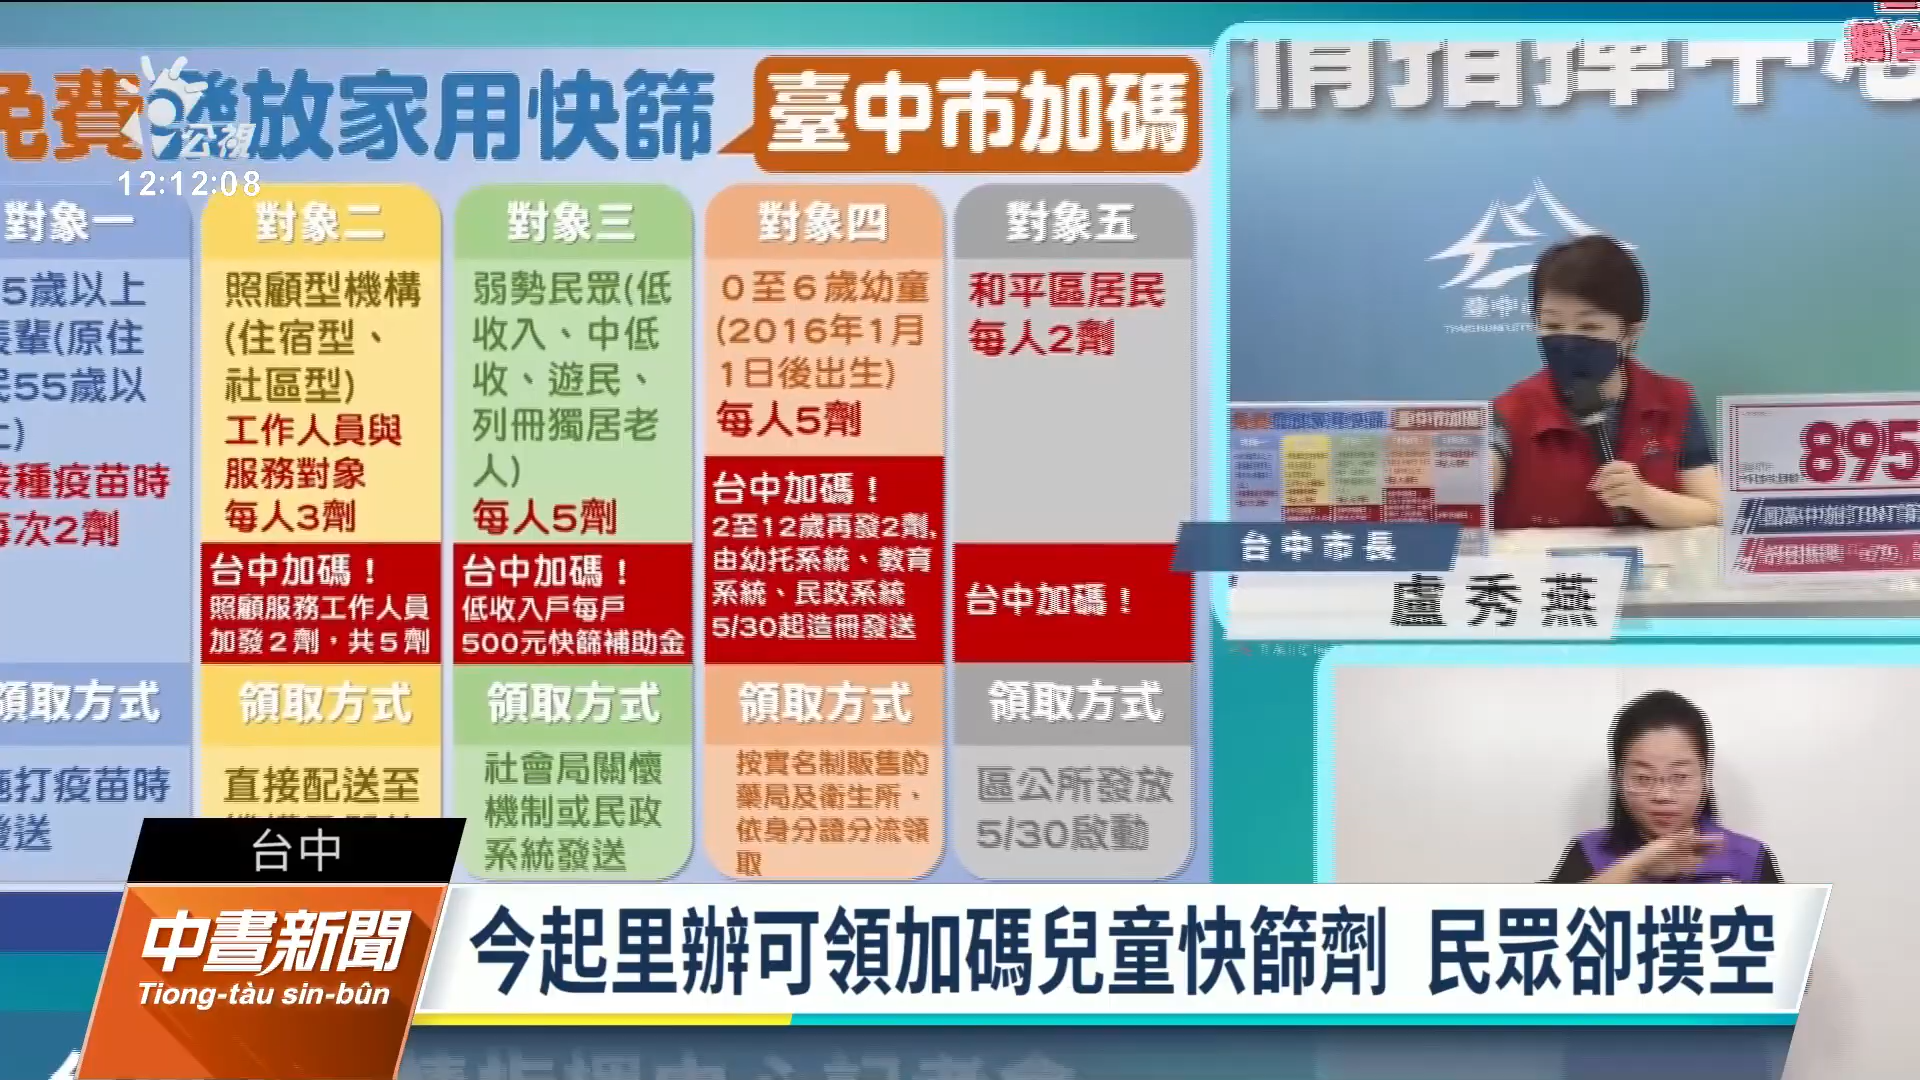 免費發放家用快篩
臺中市加碼
公視
12:12:08
對象一
5歲以上
長輩(原住
民55歲以
上)
接種疫苗時
每次2劑
領取方式
施打疫苗時
發送
對象二
照顧型機構
(住宿型、
社區型)
工作人員與
服務對象
每人3劑
台中加碼！
照顧服務工作人員
加發2劑，共5劑
領取方式
直接配送至
對象三
弱勢民眾(低
收入、中低
收、遊民、
列冊獨居老
人)
每人5劑
台中加碼！
低收入戶每戶
500元快篩補助金
領取方式
社會局關懷
機制或民政
系統發送
對象四
0至6歲幼童
(2016年1月
1日後出生)
每人5劑
台中加碼！
2至12歲再發2劑,
由幼托系統、教育
系統、民政系統
5/30起造冊發送
領取方式
按實名制販售的
藥局及衛生所，
依身分證分流領
取
對象五
和平區居民
每人2劑
台中加碼！
領取方式
區公所發放
5/30啟動
情指揮中心
臺中
895
台中市長
盧秀燕
台中
中晝新聞
Tiong-tàu sin-bûn
今起里辦可領加碼兒童快篩劑 民眾卻撲空